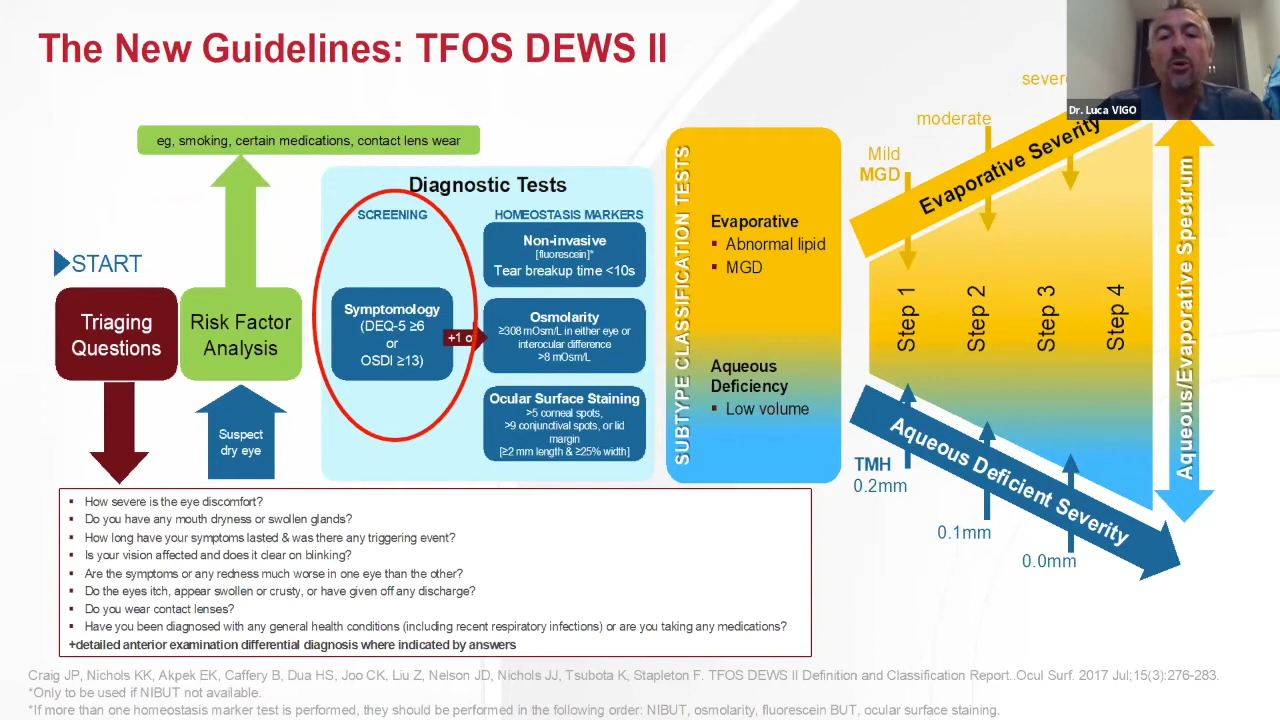 The New Guidelines: TFOS DEWS II
Dr. Luca VIGO
eg, smoking, certain medications, contact lens wear
START
Triaging
Questions
Risk Factor
Analysis
Suspect
dry eye
Diagnostic Tests
SCREENING
Symptomology
(DEQ-5 ≥6
or
OSDI ≥13)
+1 o
HOMEOSTASIS MARKERS
Non-invasive
[fluorescein]*
Tear breakup time <10s
Osmolarity
≥308 mOsm/L in either eye or
interocular difference
>8 mOsm/L
Ocular Surface Staining
>5 corneal spots,
>9 conjunctival spots, or lid
margin
[≥2 mm length & ≥25% width]
SUBTYPE CLASSIFICATION TESTS
Evaporative
▪ Abnormal lipid
▪ MGD
Aqueous
Deficiency
▪ Low volume
Mild
MGD
moderate
Evaporative Severity
Step 1
Step 2
Step 3
Step 4
Aqueous Deficient Severity
TMH
0.2mm
0.1mm
0.0mm
Aqueous/Evaporative Spectrum
▪ How severe is the eye discomfort?
▪ Do you have any mouth dryness or swollen glands?
▪ How long have your symptoms lasted & was there any triggering event?
▪ Is your vision affected and does it clear on blinking?
▪ Are the symptoms or any redness much worse in one eye than the other?
▪ Do the eyes itch, appear swollen or crusty, or have given off any discharge?
▪ Do you wear contact lenses?
▪ Have you been diagnosed with any general health conditions (including recent respiratory infections) or are you taking any medications?
+detailed anterior examination differential diagnosis where indicated by answers
Craig JP, Nichols KK, Akpek EK, Caffery B, Dua HS, Joo CK, Liu Z, Nelson JD, Nichols JJ, Tsubota K, Stapleton F. TFOS DEWS II Definition and Classification Report..Ocul Surf. 2017 Jul;15(3):276-283.
*Only to be used if NIBUT not available.
*If more than one homeostasis marker test is performed, they should be performed in the following order: NIBUT, osmolarity, fluorescein BUT, ocular surface staining.